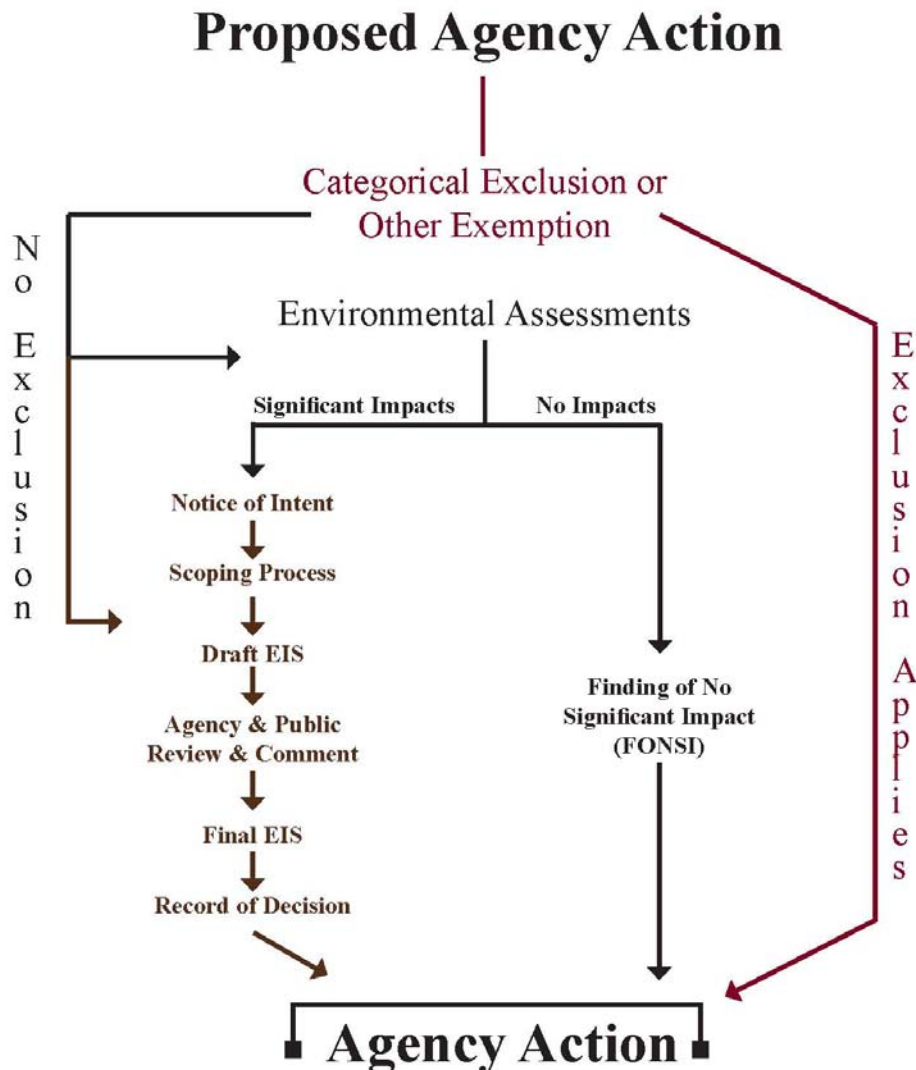 Proposed Agency Action
Categorical Exclusion or
Other Exemption
No Exclusion
Environmental Assessments
Exclusion Applies
Significant Impacts
No Impacts
Notice of Intent
Scoping Process
Draft EIS
Agency & Public
Review & Comment
Final EIS
Record of Decision
Finding of No
Significant Impact
(FONSI)
Agency Action